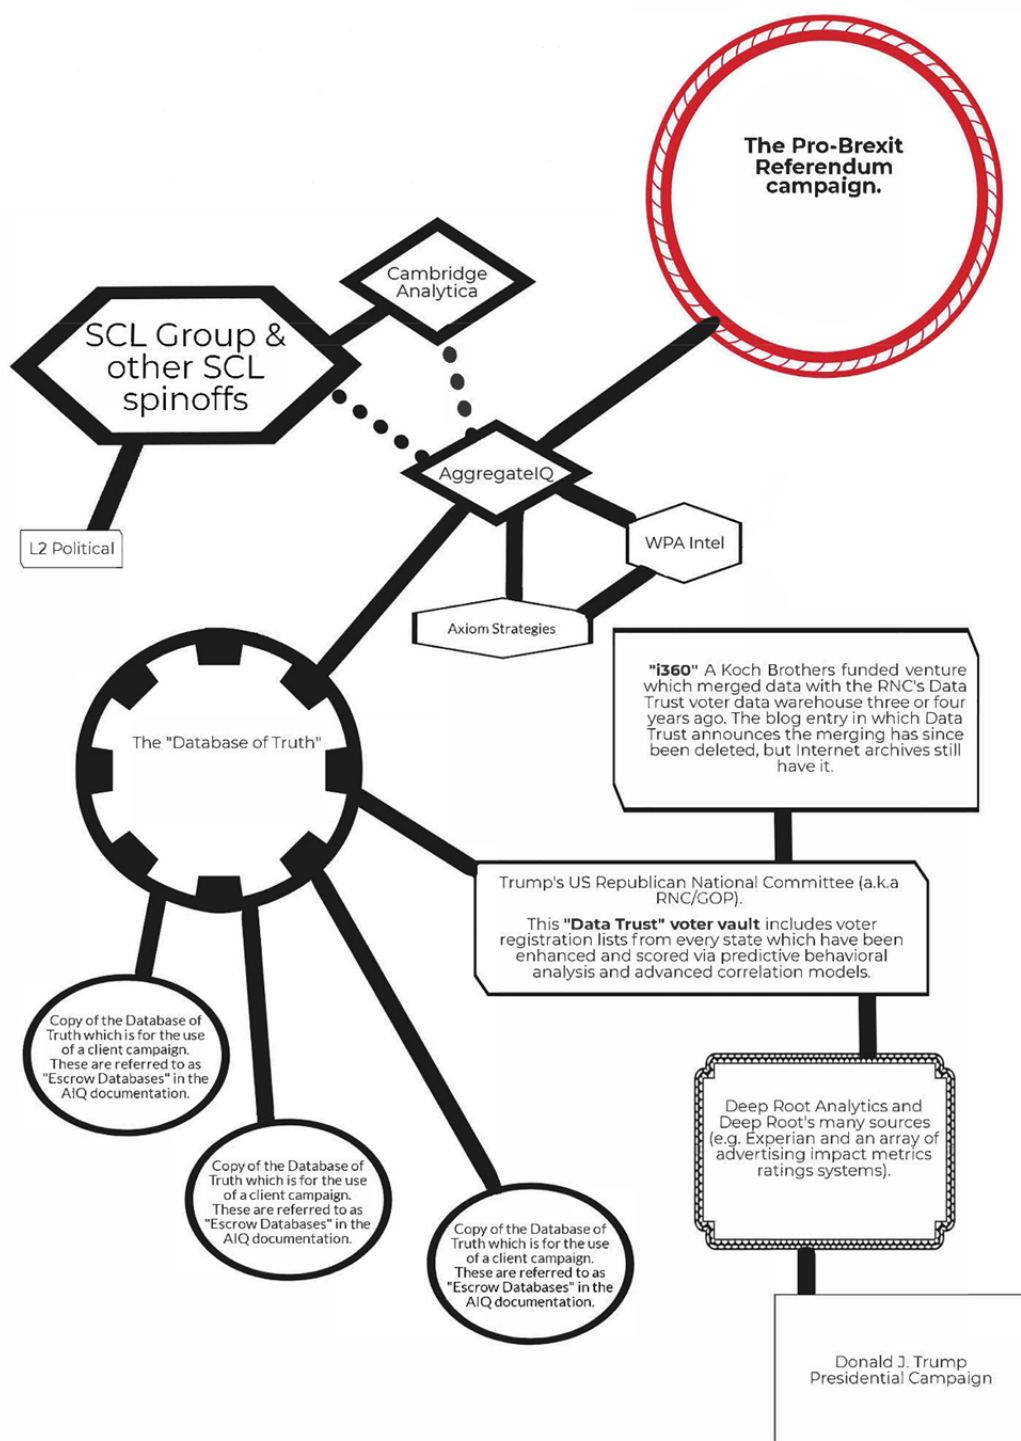 The Pro-Brexit
Referendum
campaign.
Cambridge
Analytica
SCL Group &
other SCL
spinoffs
AggregateIQ
L2 Political
WPA Intel
Axiom Strategies
The "Database of Truth"
"i360" A Koch Brothers funded venture
which merged data with the RNC's Data
Trust voter data warehouse three or four
years ago. The blog entry in which Data
Trust announces the merging has since
been deleted, but Internet archives still
have it.
Trump's US Republican National Committee (a.k.a
RNC/GOP).
This "Data Trust" voter vault includes voter
registration lists from every state which have been
enhanced and scored via predictive behavioral
analysis and advanced correlation models.
Copy of the Database of
Truth which is for the use
of a client campaign.
These are referred to as
"Escrow Databases" in the
AIQ documentation.
Copy of the Database of
Truth which is for the use
of a client campaign.
These are referred to as
"Escrow Databases" in the
AIQ documentation.
Copy of the Database of
Truth which is for the use
of a client campaign.
These are referred to as
"Escrow Databases" in the
AIQ documentation.
Deep Root Analytics and
Deep Root's many sources
(e.g. Experian and an array of
advertising impact metrics
ratings systems).
Donald J. Trump
Presidential Campaign